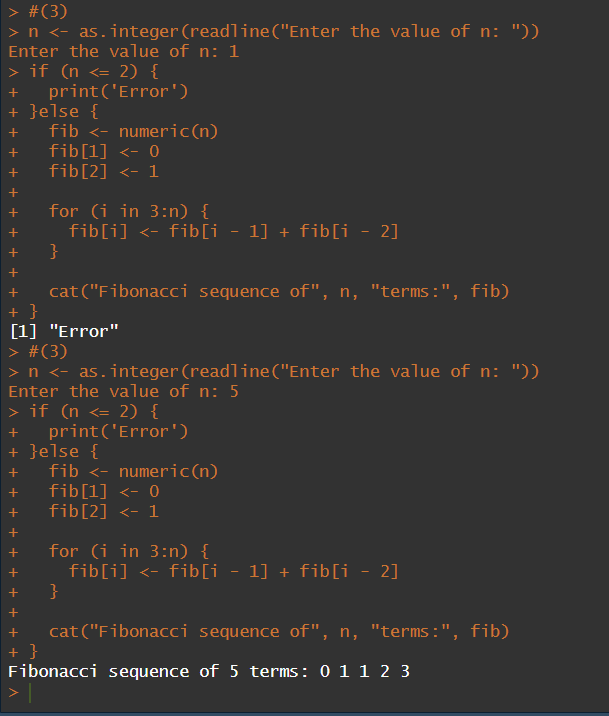 > #(3)
> n <- as.integer(readline("Enter the value of n: "))
Enter the value of n: 1
> if (n <= 2) {
+   print('Error')
+ }else {
+   fib <- numeric(n)
+   fib[1] <- 0
+   fib[2] <- 1
+
+   for (i in 3:n) {
+     fib[i] <- fib[i - 1] + fib[i - 2]
+   }
+
+   cat("Fibonacci sequence of", n, "terms:", fib)
+ }
[1] "Error"
> #(3)
> n <- as.integer(readline("Enter the value of n: "))
Enter the value of n: 5
> if (n <= 2) {
+   print('Error')
+ }else {
+   fib <- numeric(n)
+   fib[1] <- 0
+   fib[2] <- 1
+
+   for (i in 3:n) {
+     fib[i] <- fib[i - 1] + fib[i - 2]
+   }
+
+   cat("Fibonacci sequence of", n, "terms:", fib)
+ }
Fibonacci sequence of 5 terms: 0 1 1 2 3
>